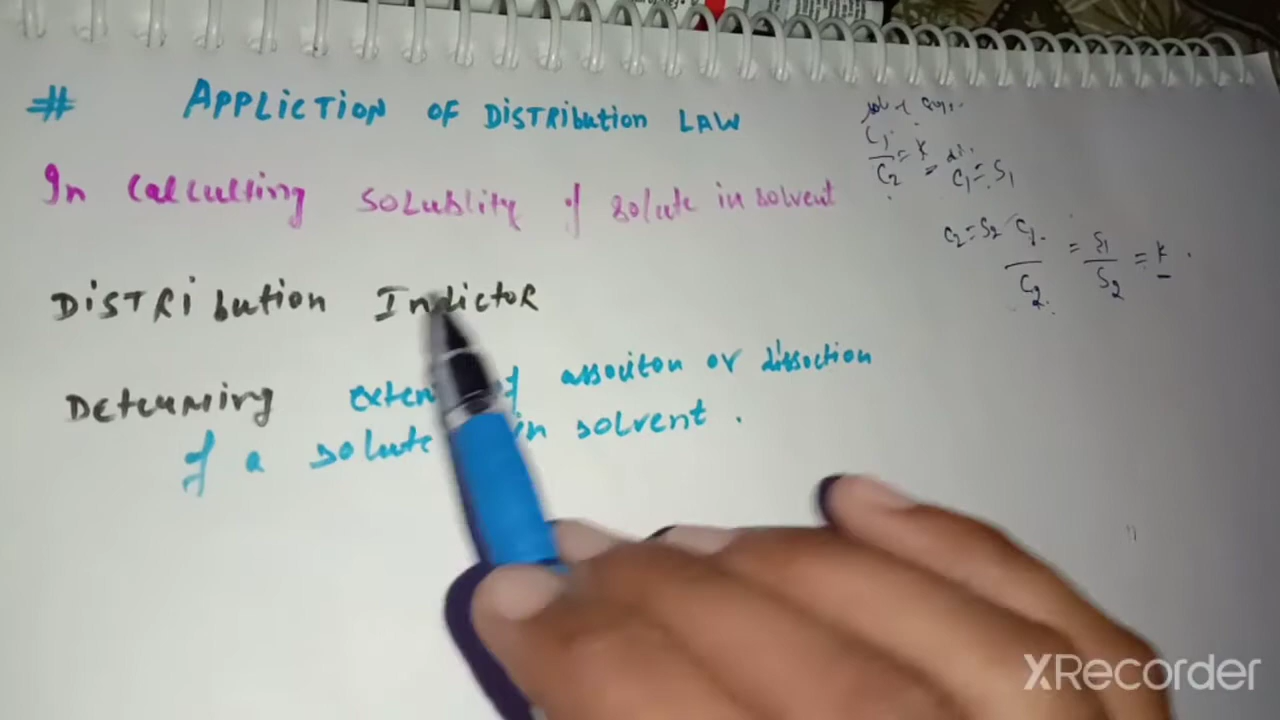 # APPLICTION OF DISTRIbution LAW
In calculting solublity of solute in solvent
DISTRIbution Indictor
Determing exten of assoiton or dissoction
of a solute in solvent .
C1/C2 = K
C1 = S1
C2 = S2
C1/C2 = S1/S2 = K
XRecorder